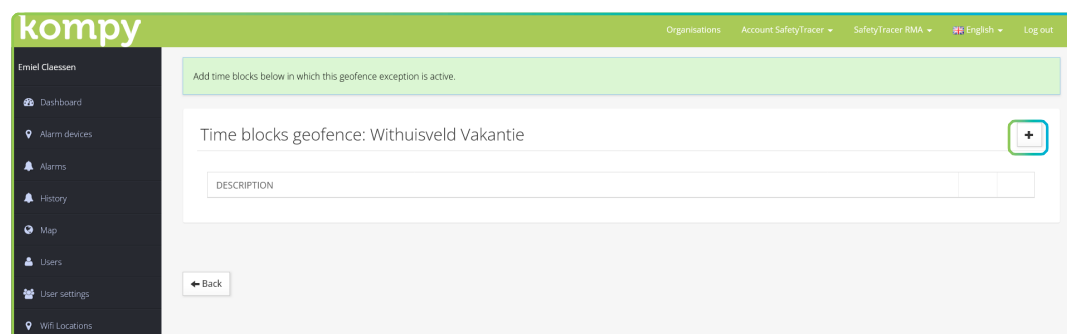 kompy
Organisations Account SafetyTracer SafetyTracer RMA English Log out
Emiel Claessen
Dashboard
Alarm devices
Alarms
History
Map
Users
User settings
Wifi Locations
Add time blocks below in which this geofence exception is active.
Time blocks geofence: Withuisveld Vakantie
+
DESCRIPTION
Back